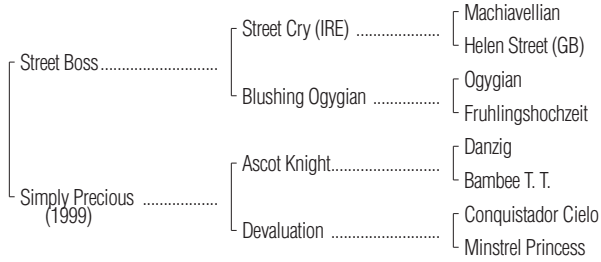 Machiavellian
Street Cry (IRE) ..................
Helen Street (GB)
Street Boss...........................
Ogygian
Blushing Ogygian ................
Fruhlingshochzeit
Danzig
Ascot Knight..........................
Bambee T. T.
Simply Precious ..................
(1999)
Conquistador Cielo
Devaluation ..........................
Minstrel Princess